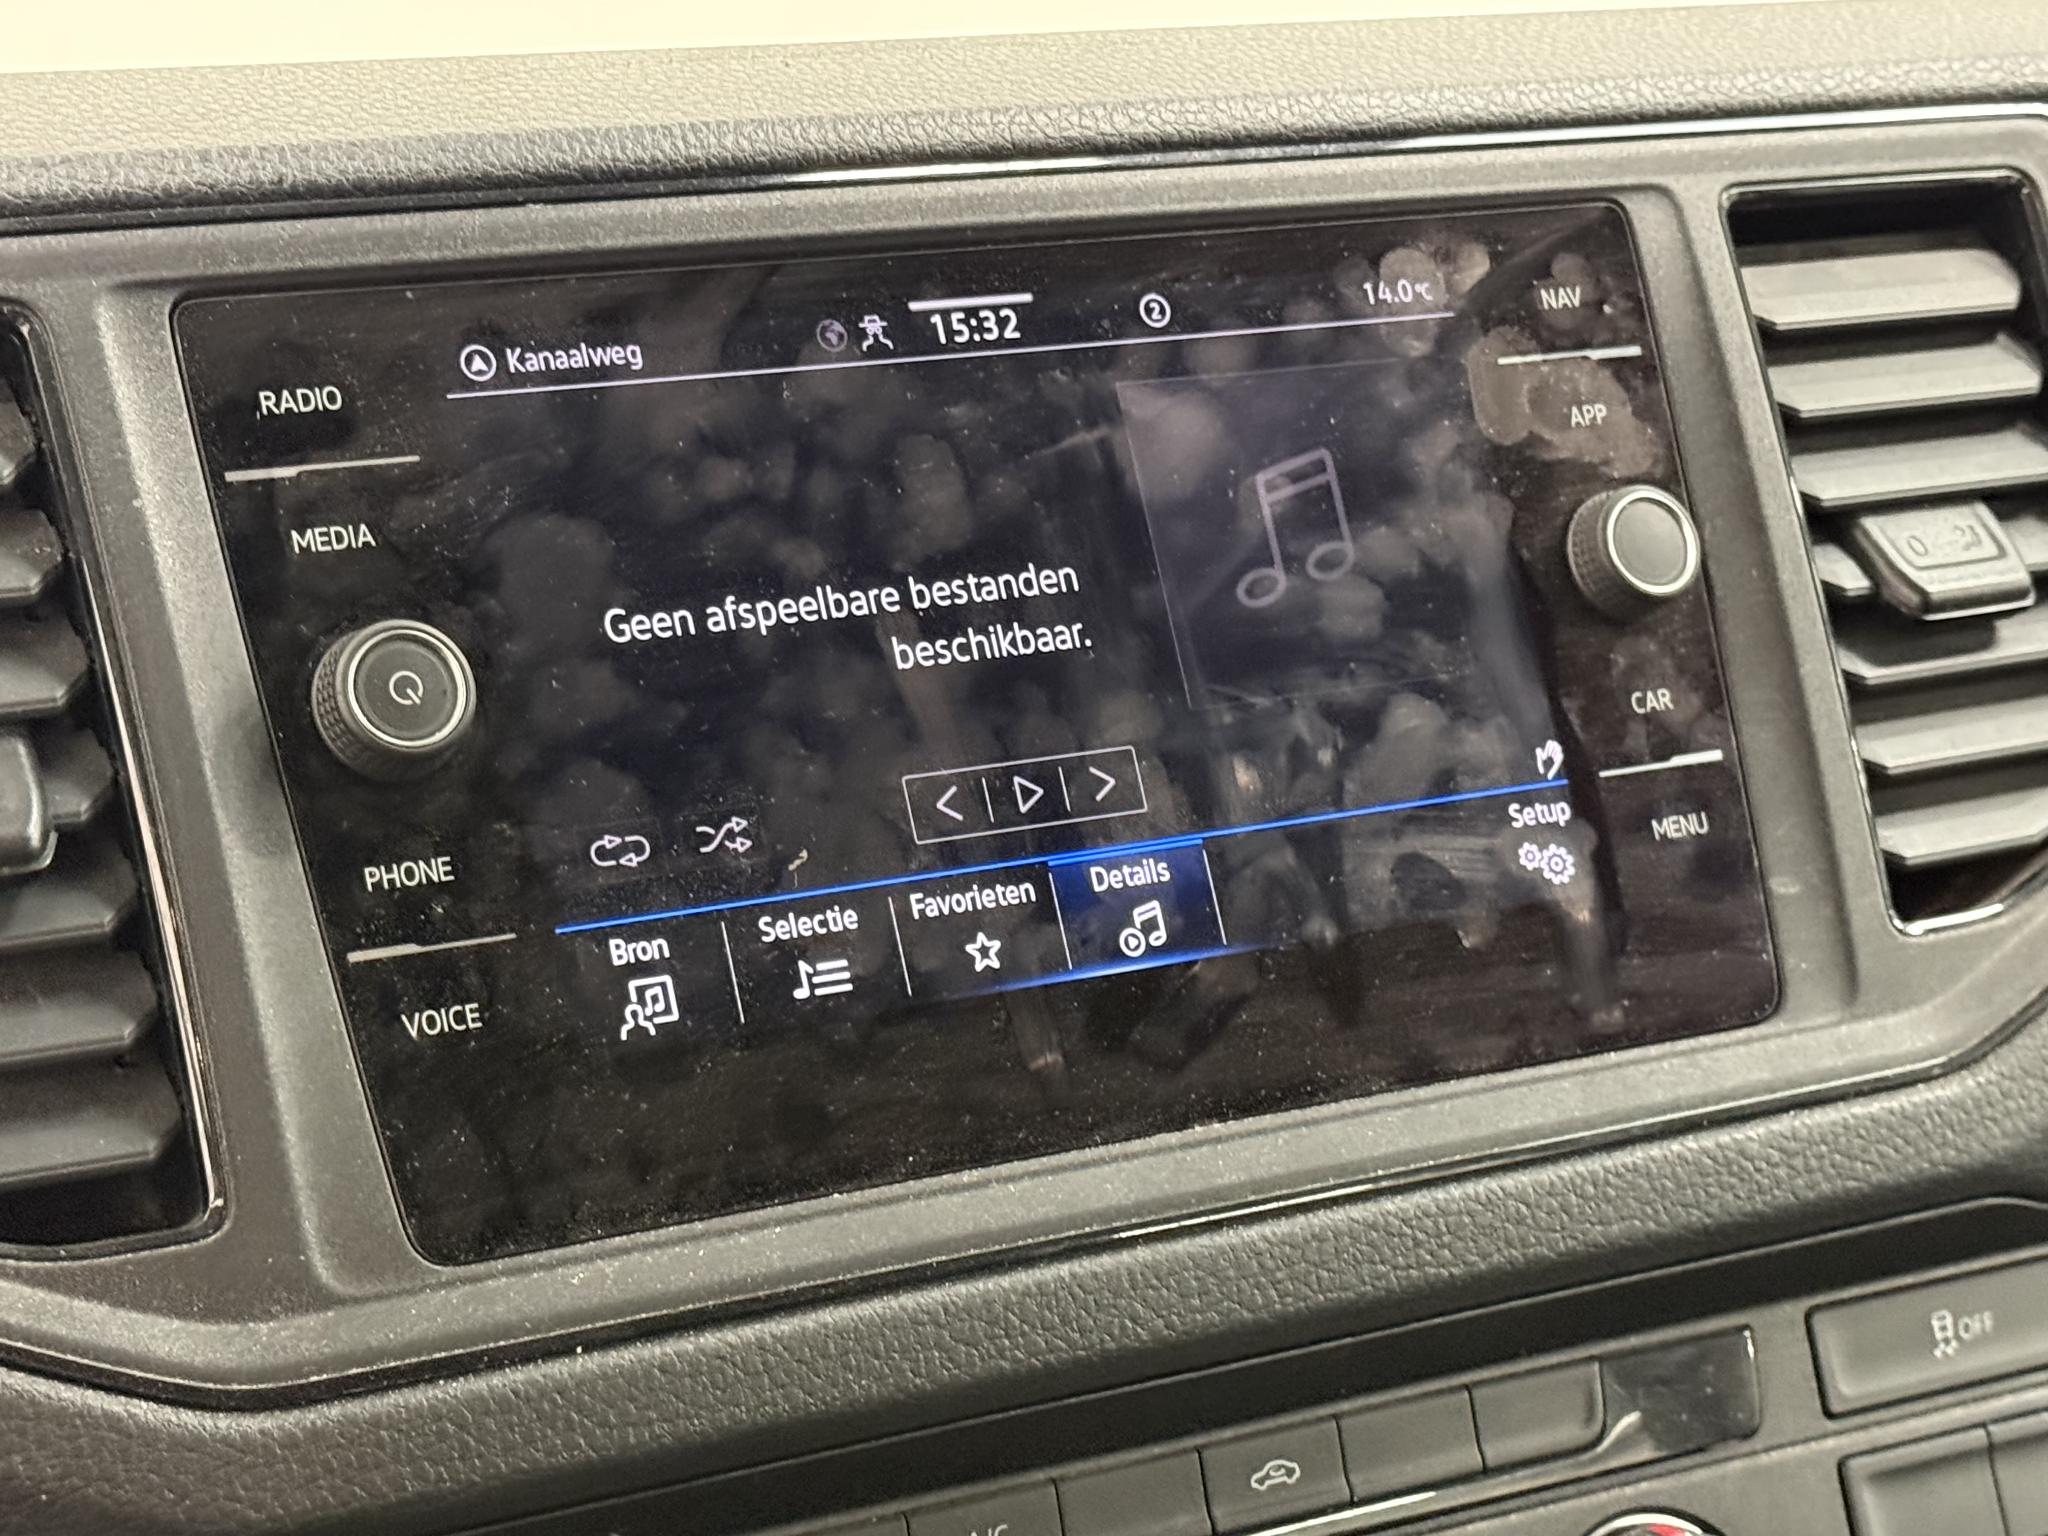 Kanaalweg
15:32
2
14.0°C
NAV
RADIO
APP
MEDIA
Geen afspeelbare bestanden
beschikbaar.
CAR
Setup
MENU
PHONE
Bron
Selectie
Favorieten
Details
VOICE
OFF
A/C